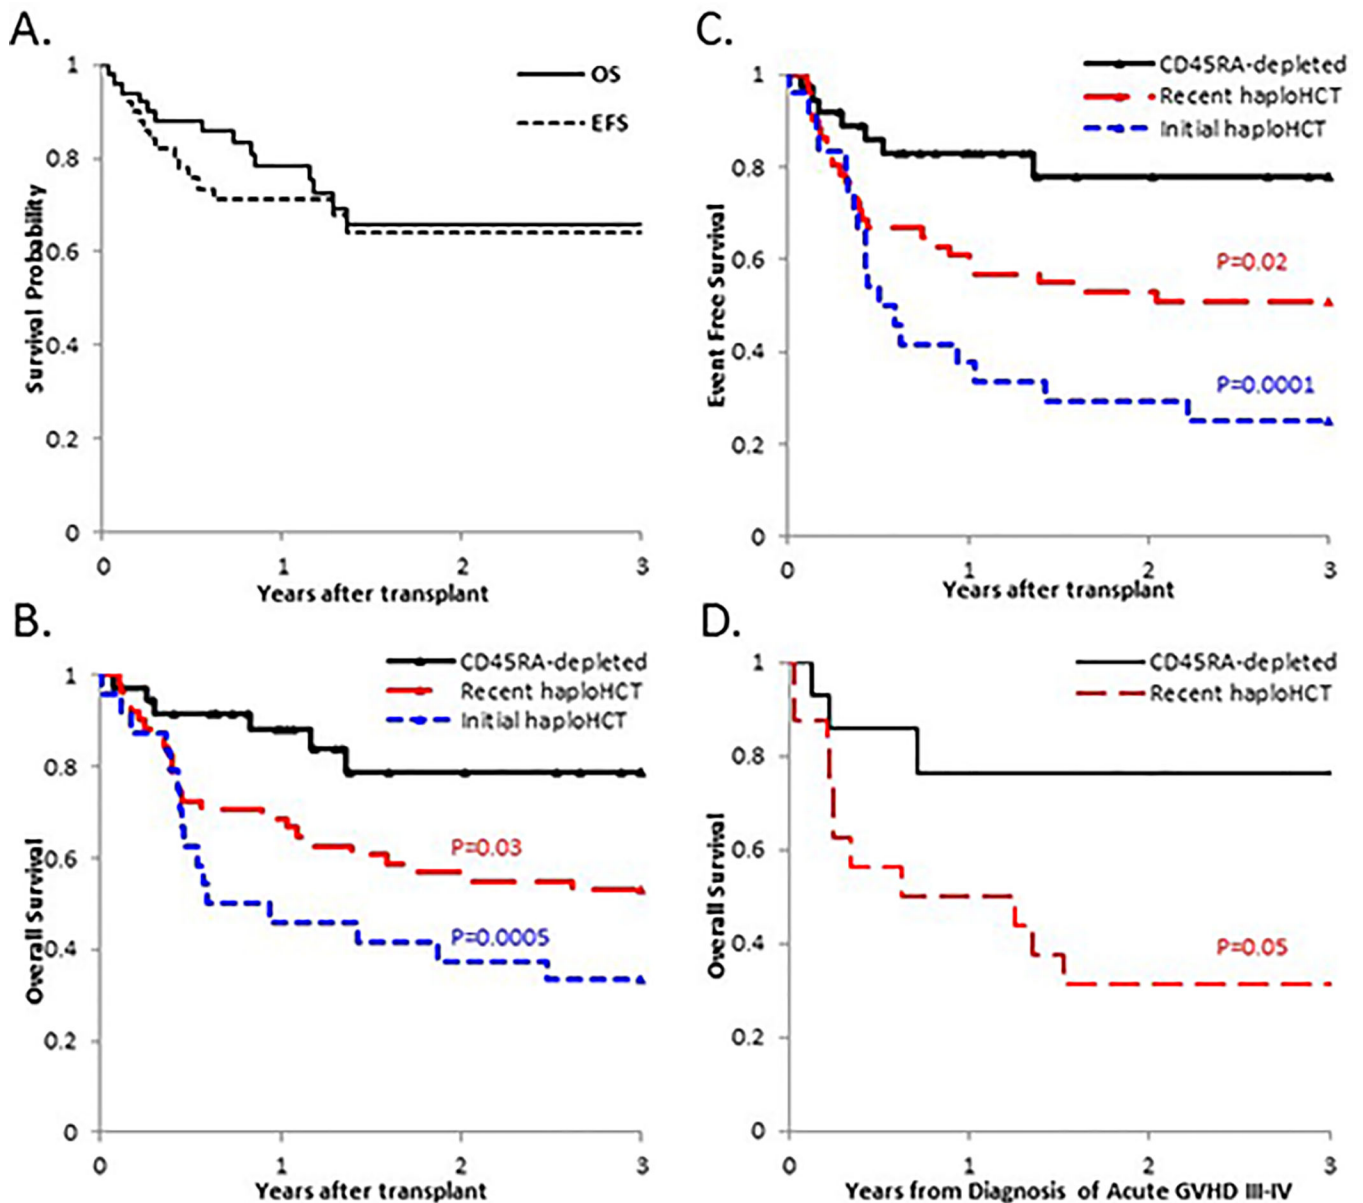 A.
OS
EFS
1
0.8
0.6
0.4
0.2
0
Survival Probability
0 1 2 3
Years after transplant
C.
CD45RA-depleted
Recent haploHCT
Initial haploHCT
1
0.8
0.6
0.4
0.2
0
Event Free Survival
P=0.02
P=0.0001
0 1 2 3
Years after transplant
B.
CD45RA-depleted
Recent haploHCT
Initial haploHCT
1
0.8
0.6
0.4
0.2
0
Overall Survival
P=0.03
P=0.0005
0 1 2 3
Years after transplant
D.
CD45RA-depleted
Recent haploHCT
1
0.8
0.6
0.4
0.2
0
Overall Survival
P=0.05
0 1 2 3
Years from Diagnosis of Acute GVHD III-IV